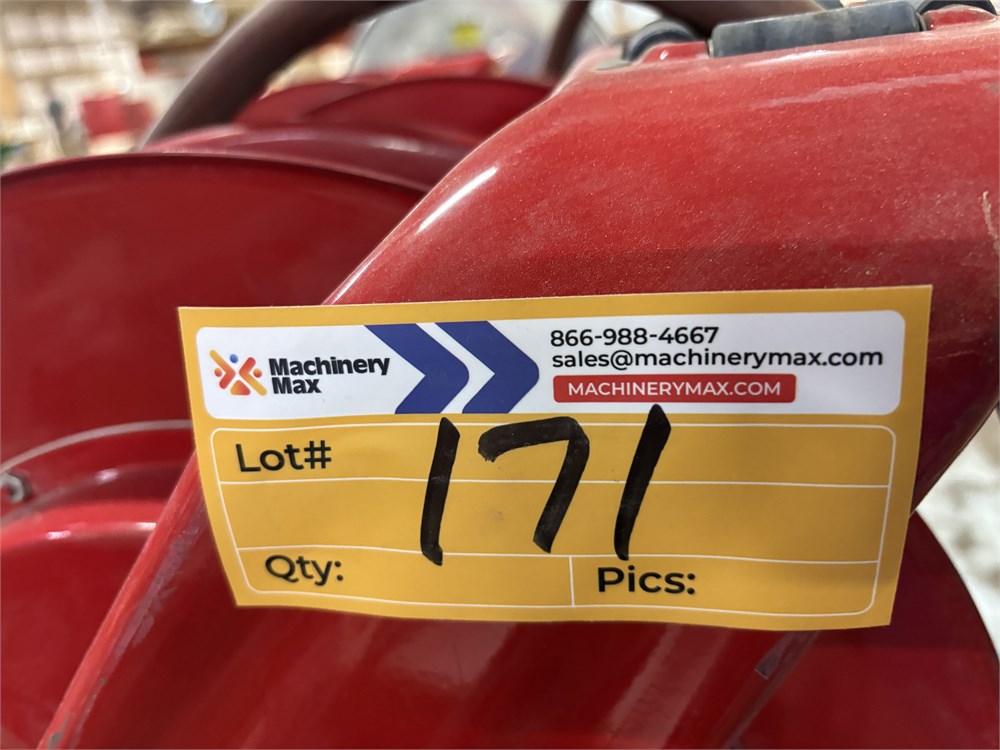 Machinery
Max
866-988-4667
sales@machinerymax.com
MACHINERYMAX.COM
Lot# 171
Qty:
Pics: